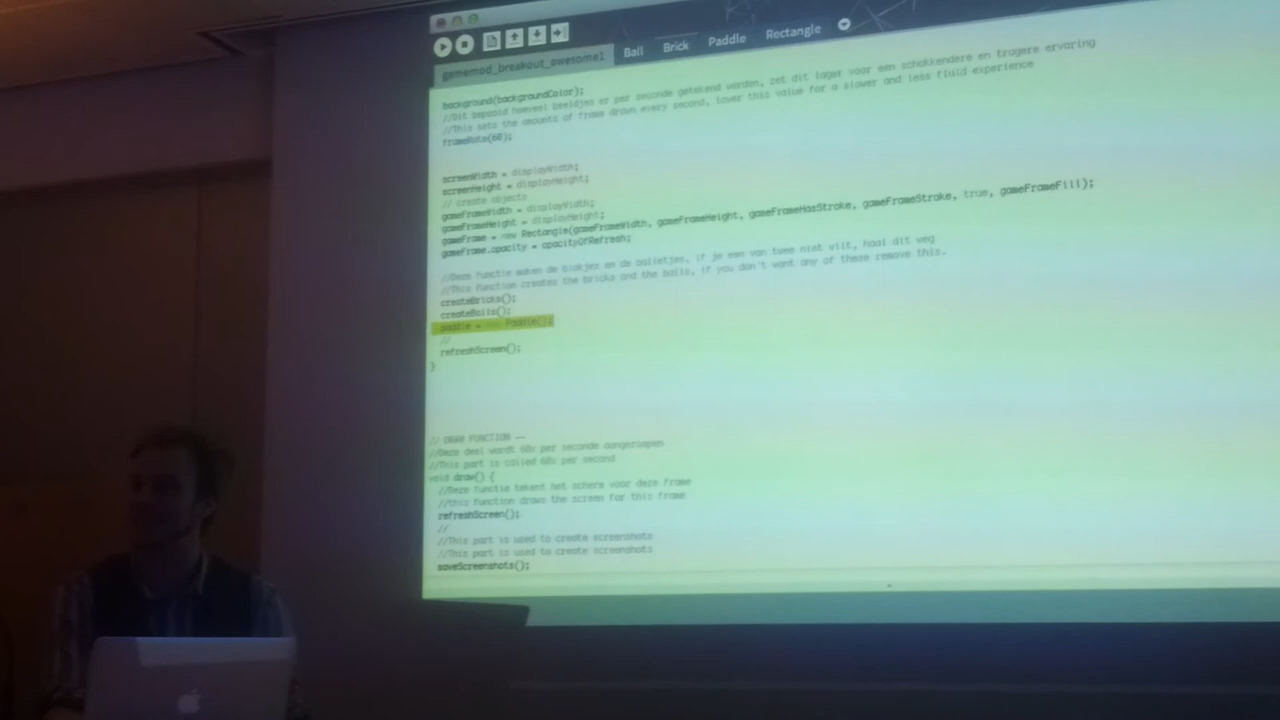 gamemod_breakout_awesome1 Ball Brick Paddle Rectangle
background(backgroundColor);
//Dit bepaald hoeveel beeldjes er per seconde getekend worden, zet dit lager voor een schokkendere en tragere ervaring
//This sets the amounts of frame drawn every second, lower this value for a slower and less fluid experience
frameRate(60);
screenWidth = displayWidth;
screenHeight = displayHeight;
// create objects
gameFrameWidth = displayWidth;
gameFrameHeight = displayHeight;
gameFrame = new Rectangle(gameFrameWidth, gameFrameHeight, gameFrameHasStroke, gameFrameStroke, true, gameFrameFill);
gameFrame.opacity = opacityOfRefresh;
//Deze functie maken de blokjes en de balletjes, if je een van twee niet wilt, haal dit weg
//This function creates the bricks and the balls, if you don't want any of these remove this.
createBricks();
createBalls();
paddle = new Paddle();
//
refreshScreen();
}
// DRAW FUNCTION --
//Deze deel wordt 60x per seconde aangeroepen
//This part is called 60x per second
void draw() {
//Deze functie tekent het scherm voor deze frame
//this function draws the screen for this frame
refreshScreen();
//
//This part is used to create screenshots
//This part is used to create screenshots
saveScreenshots();